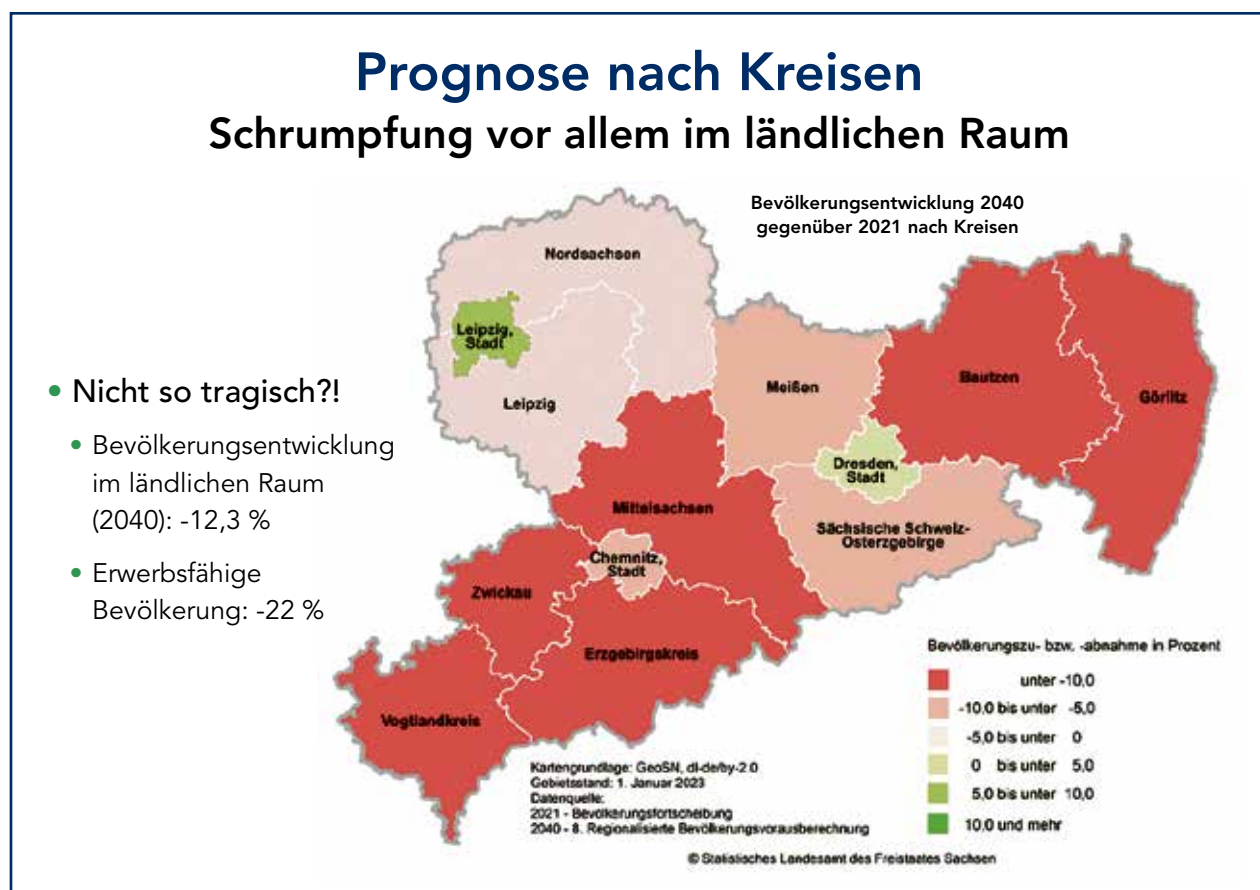 Prognose nach Kreisen
Schrumpfung vor allem im ländlichen Raum
• Nicht so tragisch?!
• Bevölkerungsentwicklung
im ländlichen Raum
(2040): -12,3 %
• Erwerbsfähige
Bevölkerung: -22 %
Bevölkerungsentwicklung 2040
gegenüber 2021 nach Kreisen
Nordsachsen
Leipzig,
Stadt
Leipzig
Meißen
Bautzen
Görlitz
Dresden,
Stadt
Mittelsachsen
Sächsische Schweiz-
Osterzgebirge
Chemnitz,
Stadt
Zwickau
Erzgebirgskreis
Vogtlandkreis
Bevölkerungszu- bzw. -abnahme in Prozent
unter -10,0
-10,0 bis unter -5,0
-5,0 bis unter 0
0 bis unter 5,0
5,0 bis unter 10,0
10,0 und mehr
Kartengrundlage: GeoSN, dl-de/by-2.0
Gebietsstand: 1. Januar 2023
Datenquelle:
2021 - Bevölkerungsfortscheibung
2040 - 8. Regionalisierte Bevölkerungsvorausberechnung
© Statistisches Landesamt des Freistaates Sachsen